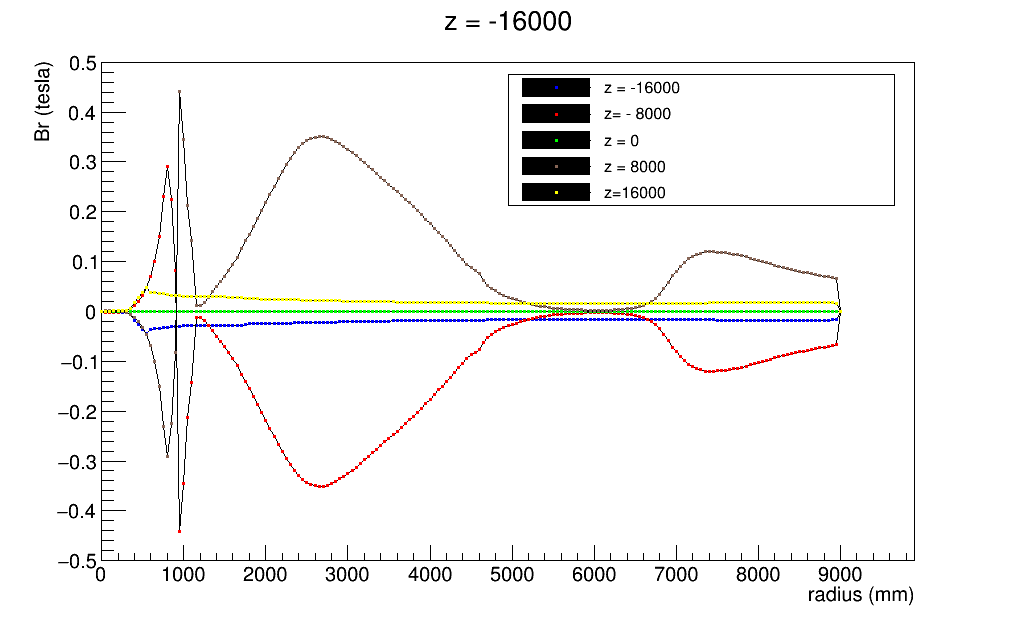 z = -16000
Br (tesla)
0.5
0.4
0.3
0.2
0.1
0
−0.1
−0.2
−0.3
−0.4
−0.5
z = -16000
z= - 8000
z = 0
z = 8000
z=16000
0 1000 2000 3000 4000 5000 6000 7000 8000 9000
radius (mm)